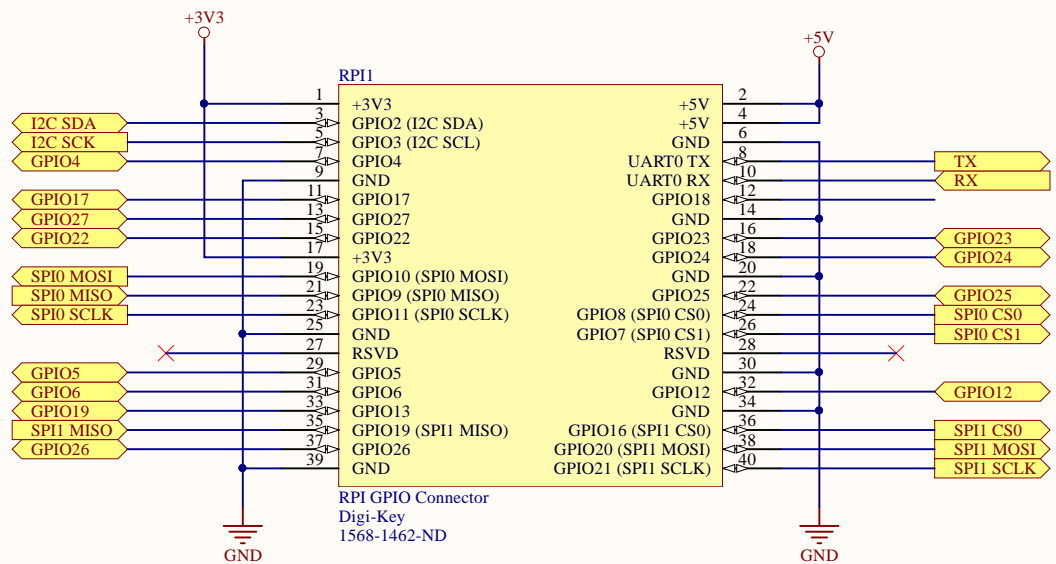 +3V3
+5V
RPI1
1 +3V3 +5V 2
I2C SDA 3 GPIO2 (I2C SDA) +5V 4
I2C SCK 5 GPIO3 (I2C SCL) GND 6
GPIO4 7 GPIO4 UART0 TX 8 TX
9 GND UART0 RX 10 RX
GPIO17 11 GPIO17 GPIO18 12
GPIO27 13 GPIO27 GND 14
GPIO22 15 GPIO22 GPIO23 16 GPIO23
17 +3V3 GPIO24 18 GPIO24
SPI0 MOSI 19 GPIO10 (SPI0 MOSI) GND 20
SPI0 MISO 21 GPIO9 (SPI0 MISO) GPIO25 22 GPIO25
SPI0 SCLK 23 GPIO11 (SPI0 SCLK) GPIO8 (SPI0 CS0) 24 SPI0 CS0
25 GND GPIO7 (SPI0 CS1) 26 SPI0 CS1
27 RSVD RSVD 28
GPIO5 29 GPIO5 GND 30
GPIO6 31 GPIO6 GPIO12 32 GPIO12
GPIO19 33 GPIO13 GND 34
SPI1 MISO 35 GPIO19 (SPI1 MISO) GPIO16 (SPI1 CS0) 36 SPI1 CS0
GPIO26 37 GPIO26 GPIO20 (SPI1 MOSI) 38 SPI1 MOSI
39 GND GPIO21 (SPI1 SCLK) 40 SPI1 SCLK
RPI GPIO Connector
Digi-Key
1568-1462-ND
GND
GND